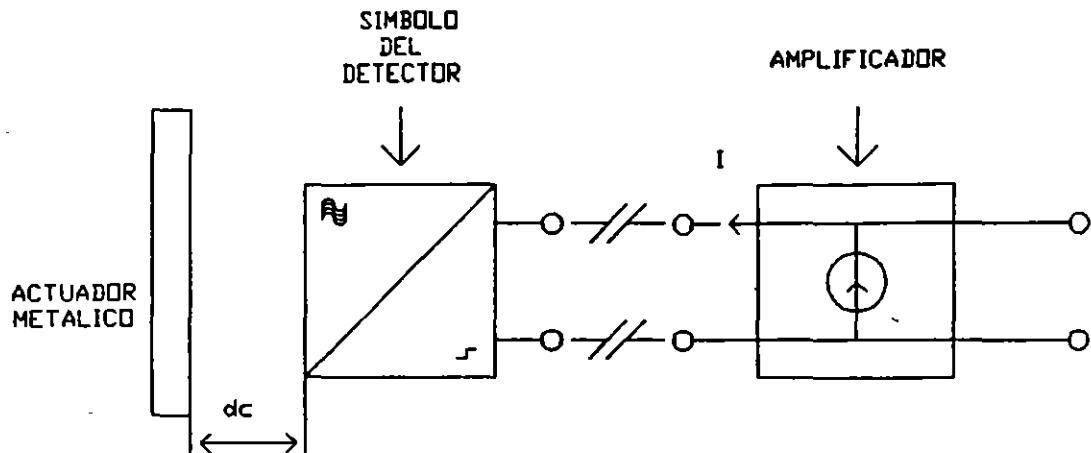 SIMBOLO
DEL
DETECTOR
AMPLIFICADOR
I
ACTUADOR
METALICO
dc